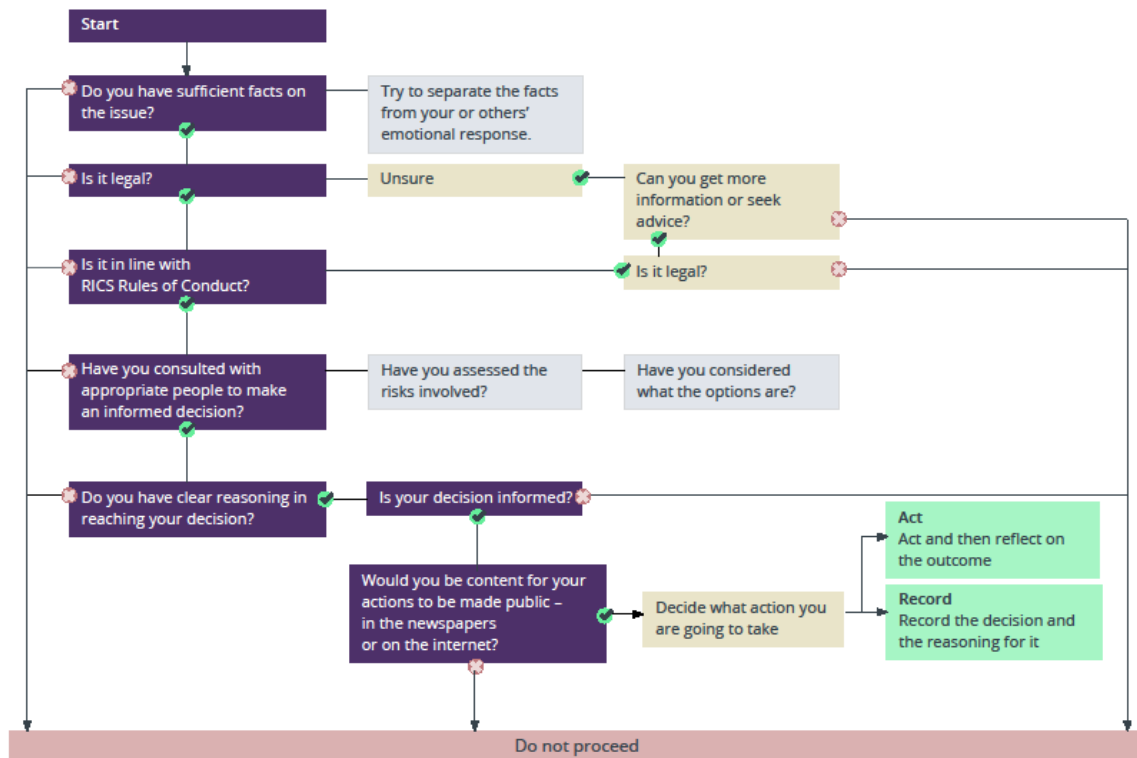 Start
Do you have sufficient facts on
the issue?
Try to separate the facts
from your or others’
emotional response.
Is it legal?
Unsure
Can you get more
information or seek
advice?
Is it in line with
RICS Rules of Conduct?
Is it legal?
Have you consulted with
appropriate people to make
an informed decision?
Have you assessed the
risks involved?
Have you considered
what the options are?
Do you have clear reasoning in
reaching your decision?
Is your decision informed?
Would you be content for your
actions to be made public –
in the newspapers
or on the internet?
Decide what action you
are going to take
Act
Act and then reflect on
the outcome
Record
Record the decision and
the reasoning for it
Do not proceed